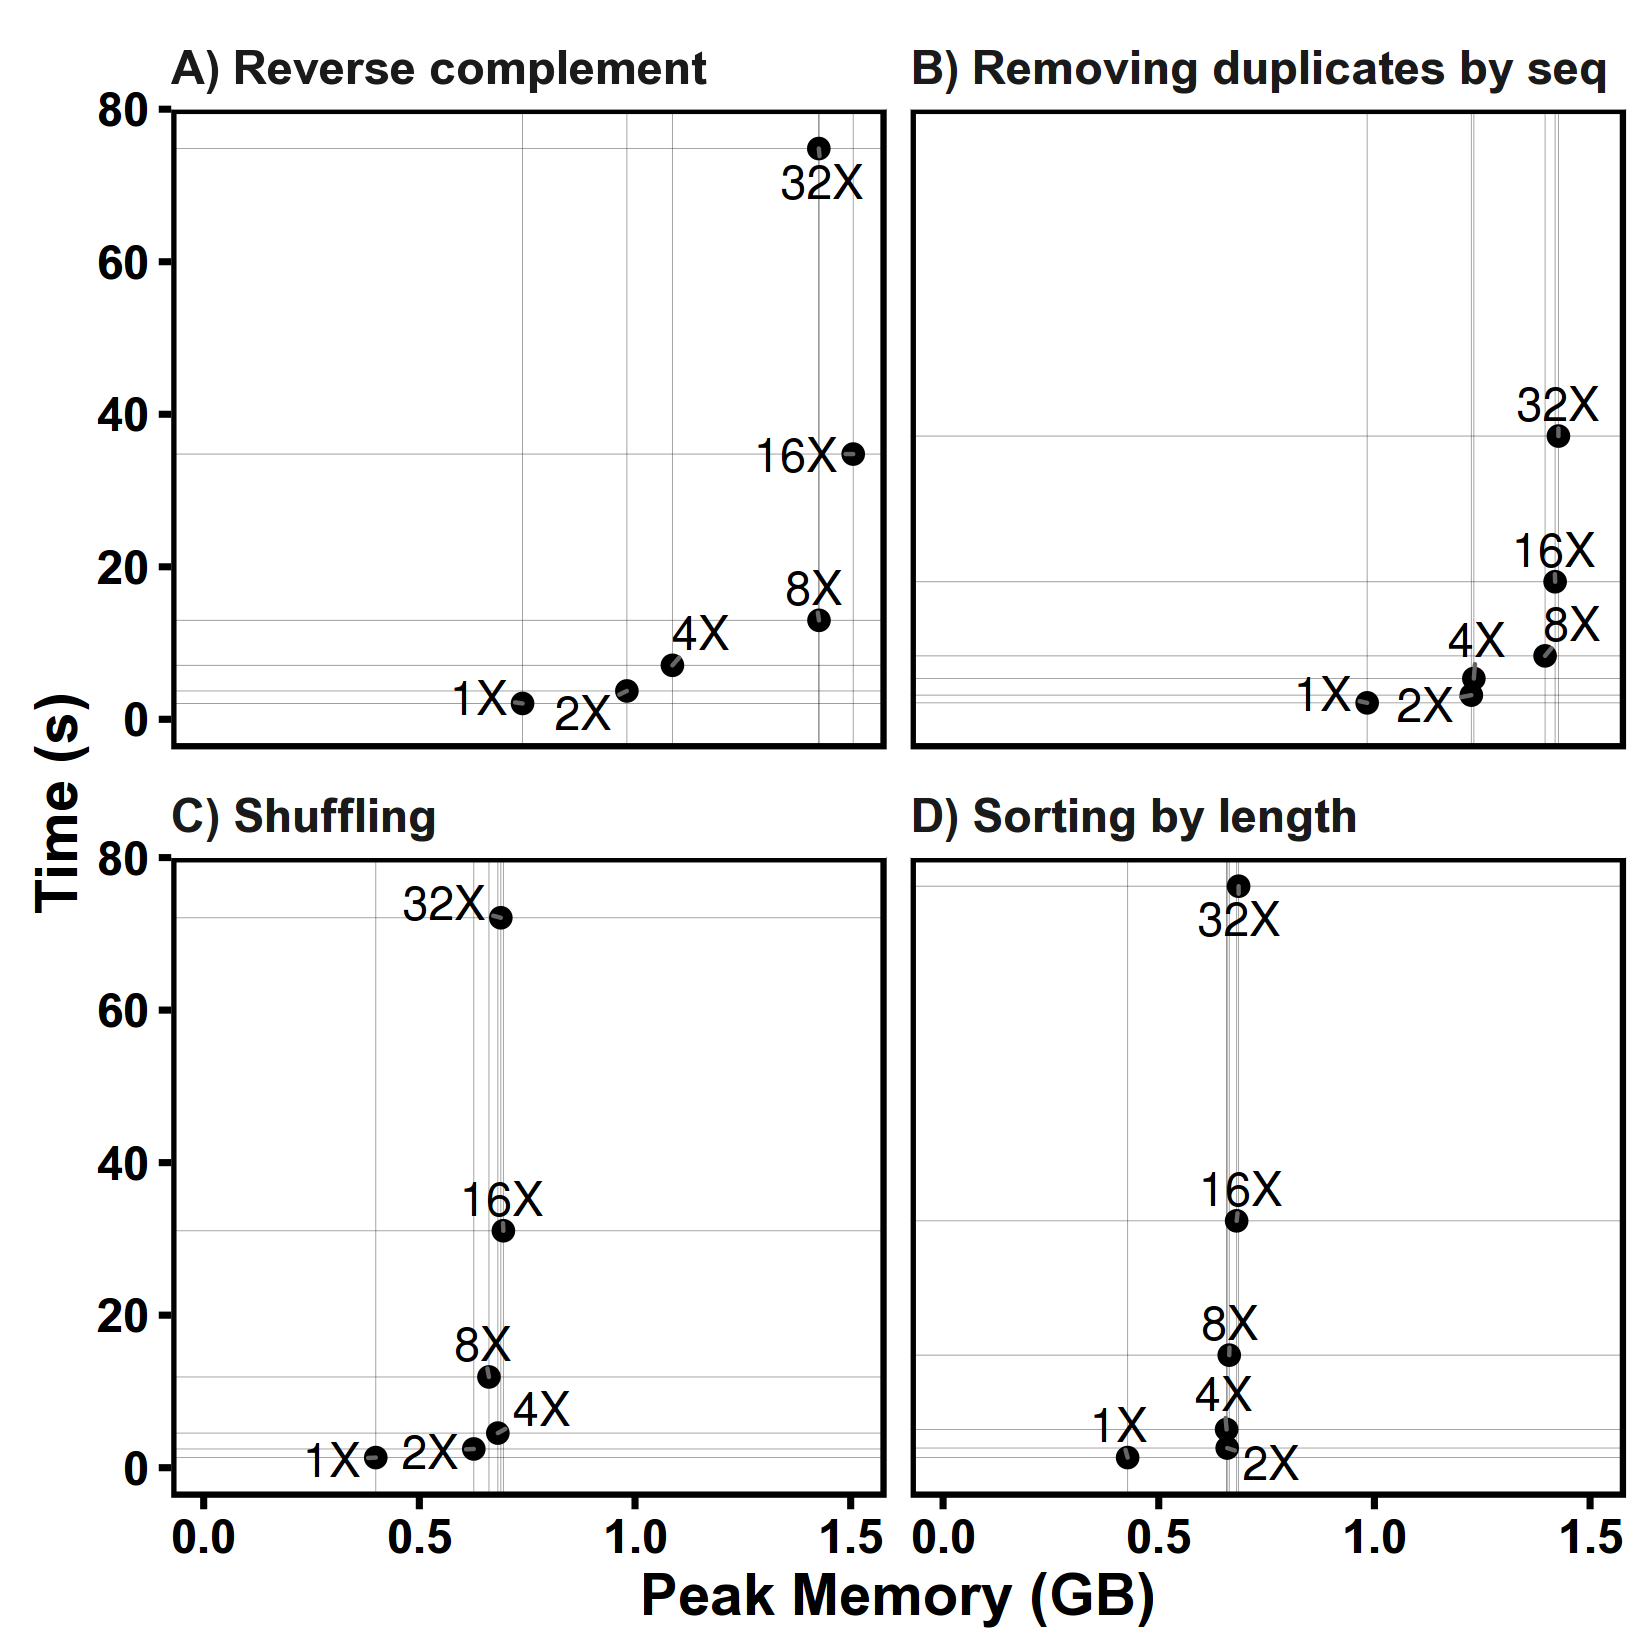 A) Reverse complement
B) Removing duplicates by seq
80
60
40
20
0
32X
16X
8X
4X
1X
2X
32X
16X
8X
4X
1X
2X
Time (s)
C) Shuffling
D) Sorting by length
80
60
40
20
0
32X
16X
8X
4X
1X
2X
32X
16X
8X
4X
1X
2X
0.0
0.5
1.0
1.5
0.0
0.5
1.0
1.5
Peak Memory (GB)